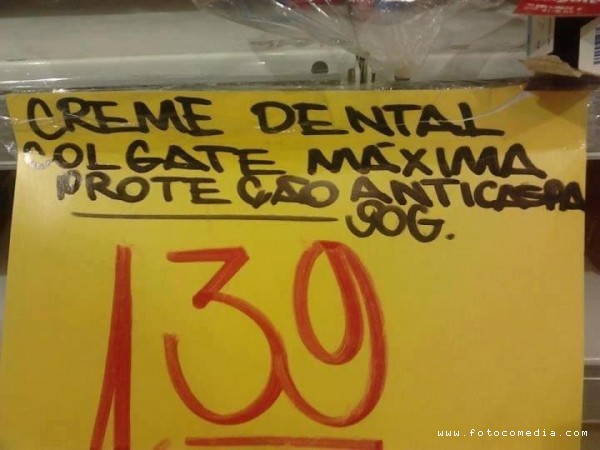 CREME DENTAL
COLGATE MÁXIMA
PROTEÇÃO ANTICASPA
90G.
1,39
www.fotocomedia.com